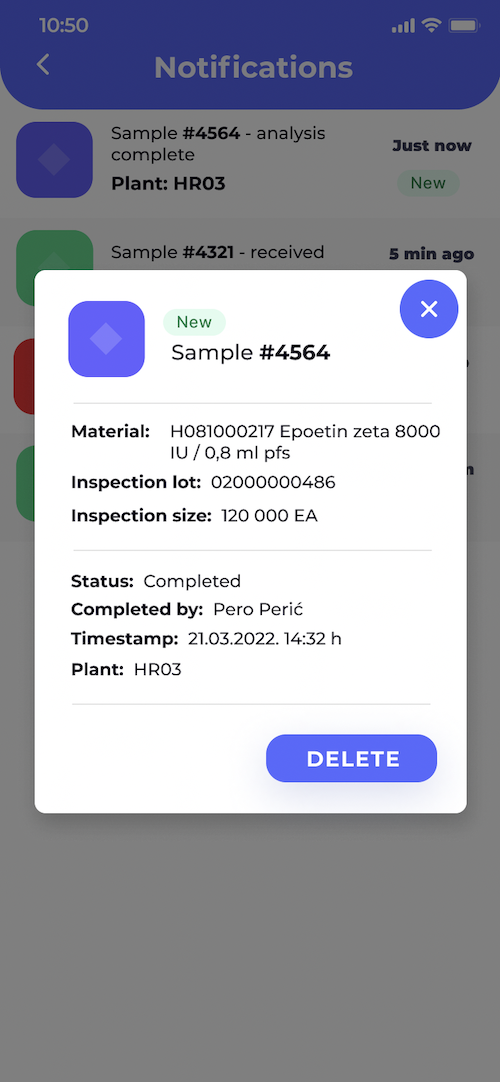 10:50
Notifications
Sample #4564 - analysis
complete
Just now
Plant: HR03
New
Sample #4321 - received
5 min ago
New
Sample #4564
Material: H081000217 Epoetin zeta 8000
IU / 0,8 ml pfs
Inspection lot: 02000000486
Inspection size: 120 000 EA
Status: Completed
Completed by: Pero Perić
Timestamp: 21.03.2022. 14:32 h
Plant: HR03
DELETE